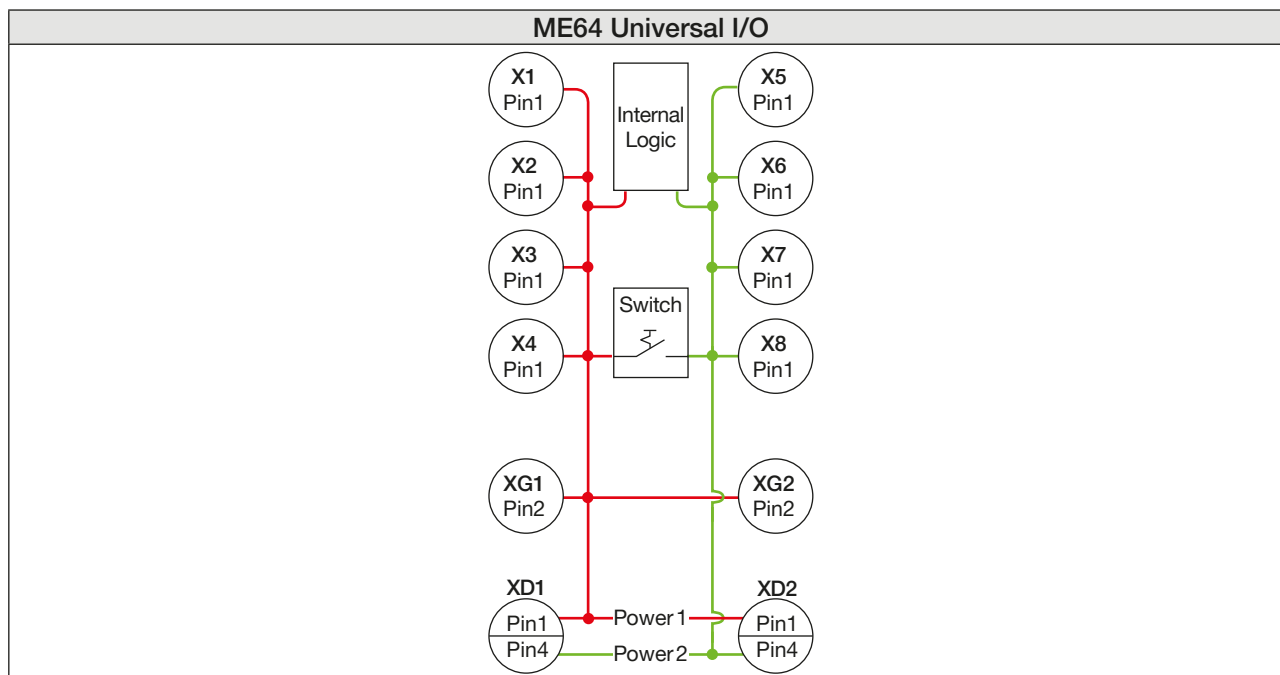 ME64 Universal I/O
X1
Pin1
Internal
Logic
X5
Pin1
X2
Pin1
X6
Pin1
X3
Pin1
X7
Pin1
Switch
X4
Pin1
X8
Pin1
XG1
Pin2
XG2
Pin2
XD1
XD2
Pin1
Power 1
Pin1
Pin4
Power 2
Pin4